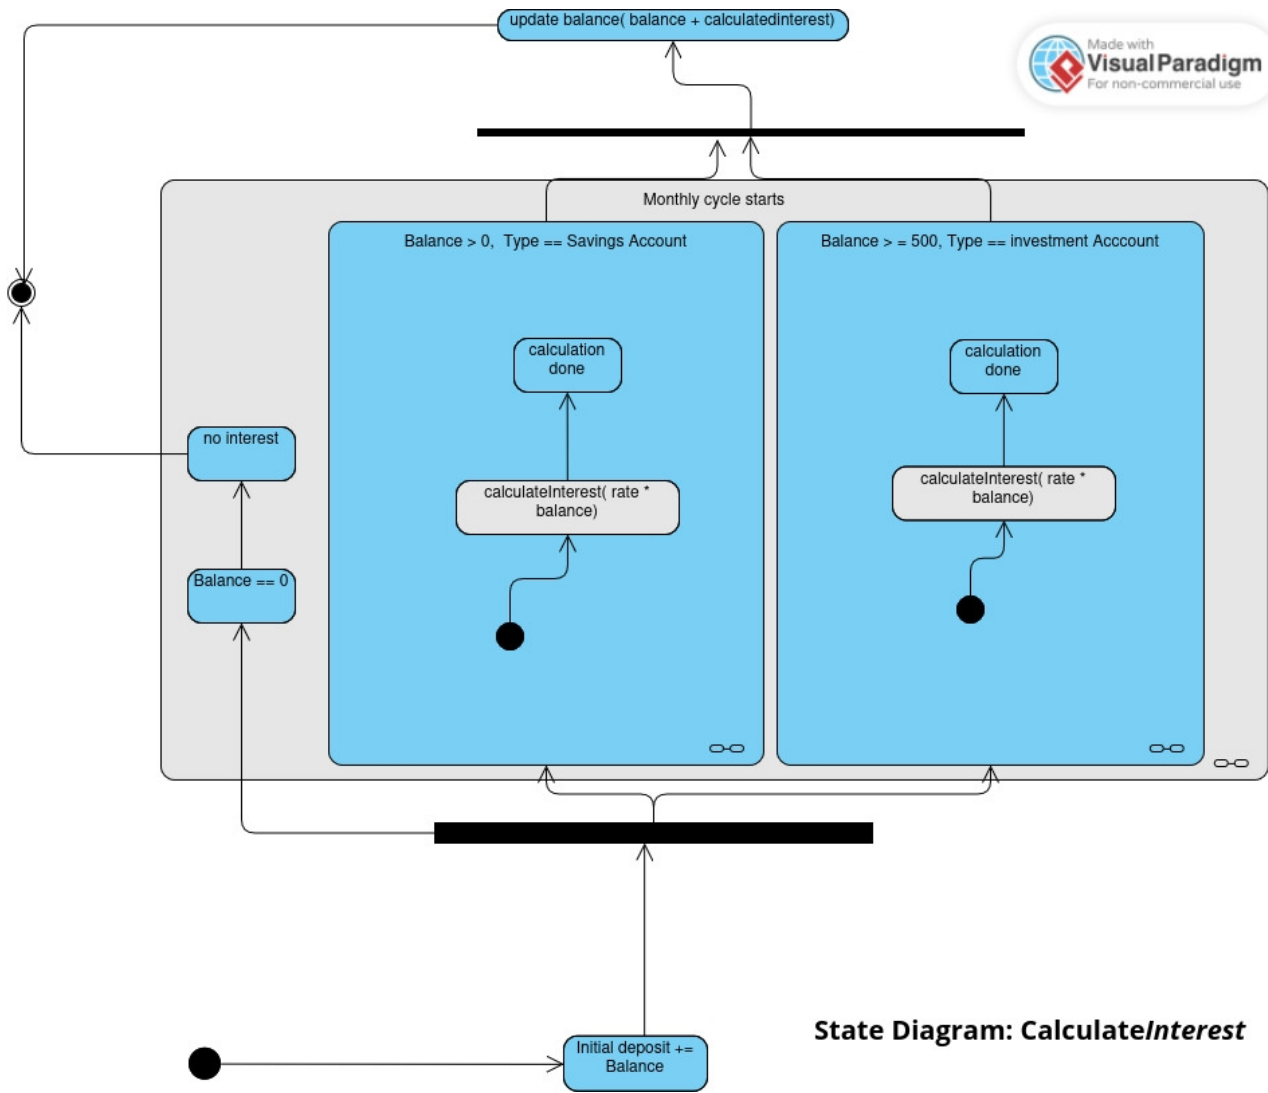 update balance( balance + calculatedinterest)
Made with
Visual Paradigm
For non-commercial use
Monthly cycle starts
Balance > 0,  Type == Savings Account
Balance > = 500, Type == investment Acccount
calculation
done
calculation
done
no interest
calculateInterest( rate *
balance)
calculateInterest( rate *
balance)
Balance == 0
State Diagram: CalculateInterest
Initial deposit +=
Balance